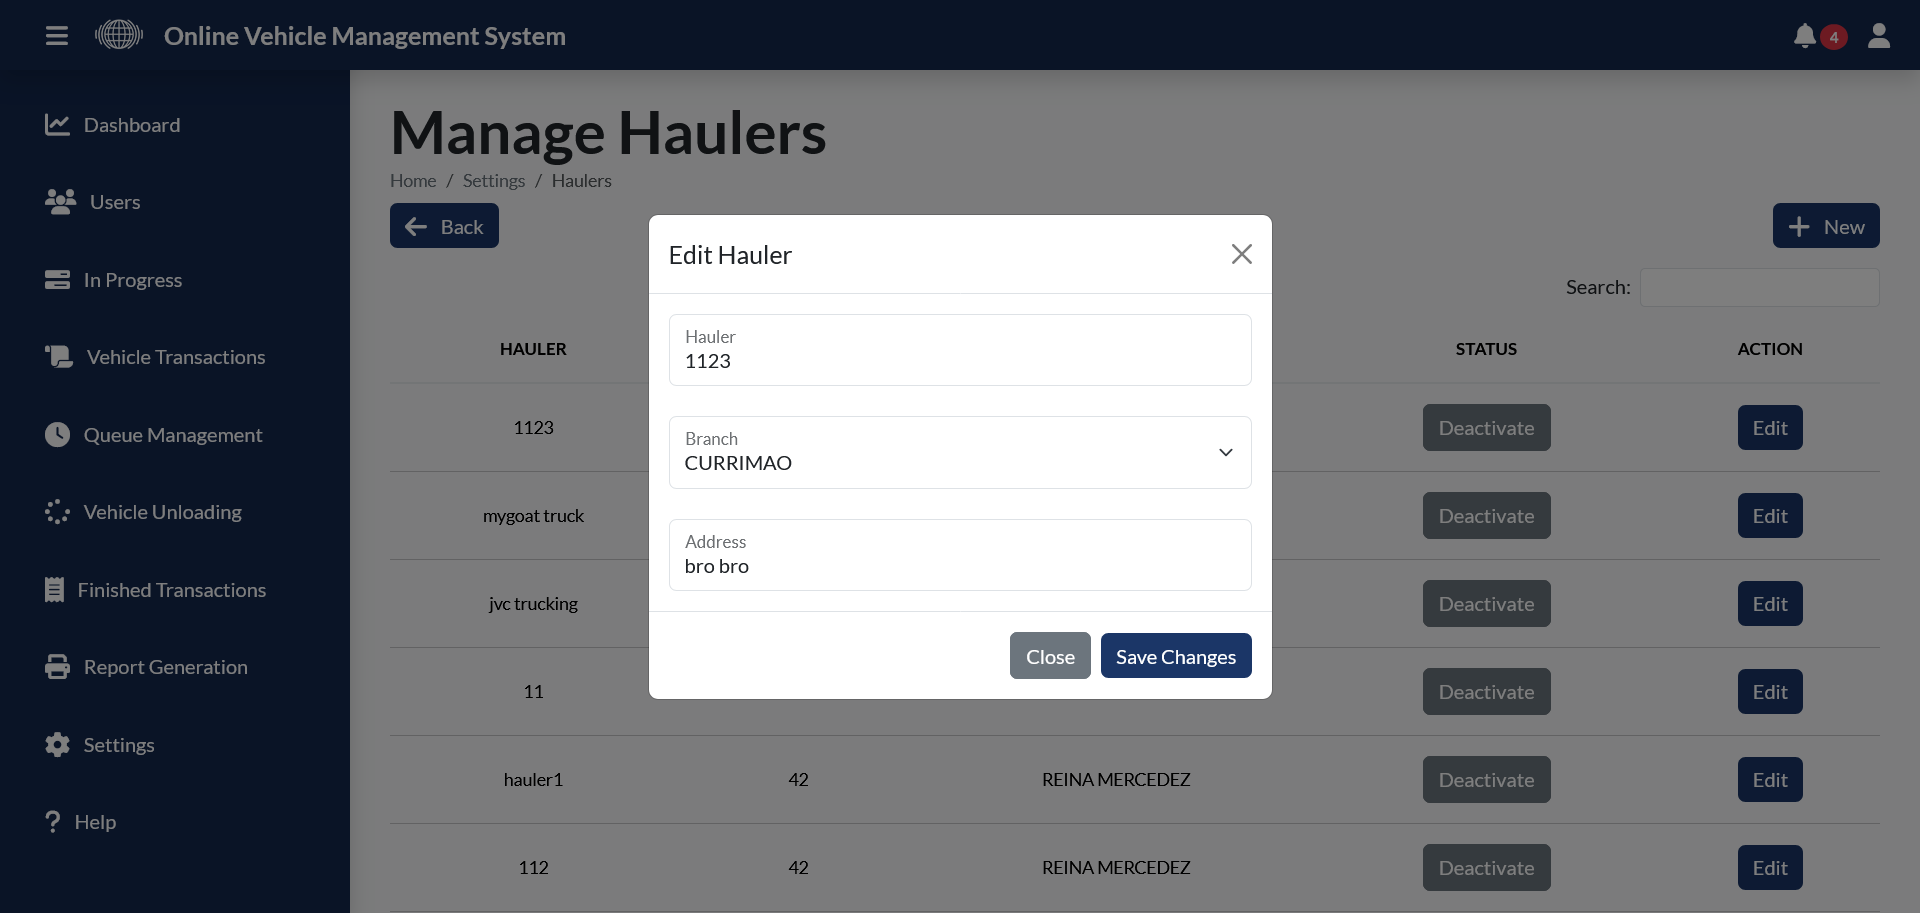 Online Vehicle Management System
4
Dashboard
Users
In Progress
Vehicle Transactions
Queue Management
Vehicle Unloading
Finished Transactions
Report Generation
Settings
Help
Manage Haulers
Home / Settings / Haulers
Back
New
Search:
HAULER STATUS ACTION
1123 Deactivate Edit
mygoat truck Deactivate Edit
jvc trucking Deactivate Edit
11 Deactivate Edit
hauler1 42 REINA MERCEDEZ Deactivate Edit
112 42 REINA MERCEDEZ Deactivate Edit
Edit Hauler
Hauler
1123
Branch
CURRIMAO
Address
bro bro
Close Save Changes